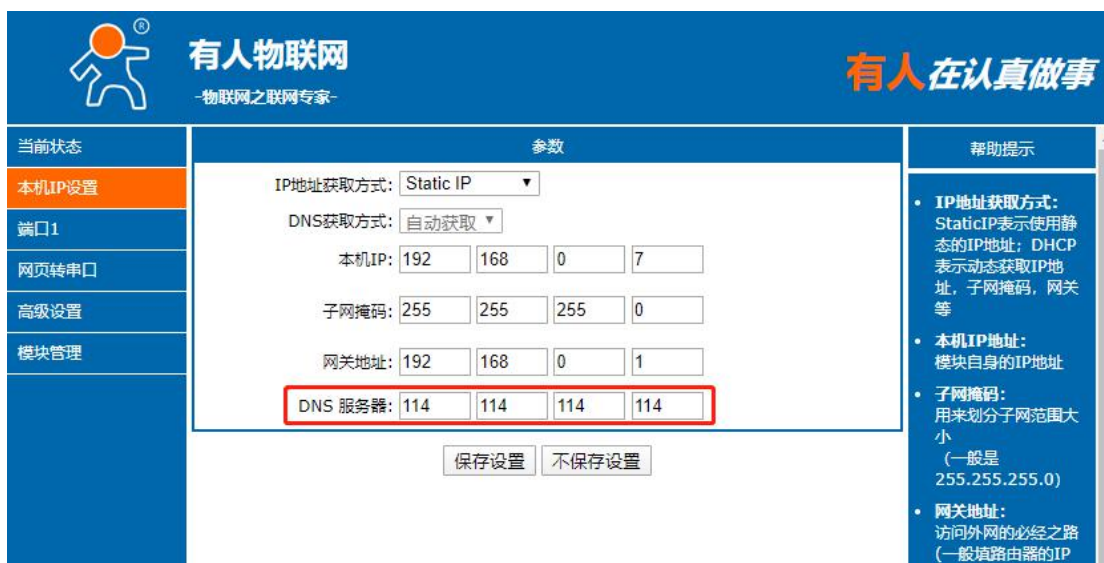 ®
有人物联网
-物联网之联网专家-
有人在认真做事
当前状态
本机IP设置
端口1
网页转串口
高级设置
模块管理
参数
IP地址获取方式: Static IP
DNS获取方式: 自动获取
本机IP: 192 168 0 7
子网掩码: 255 255 255 0
网关地址: 192 168 0 1
DNS 服务器: 114 114 114 114
保存设置 不保存设置
帮助提示
• IP地址获取方式:
StaticIP表示使用静
态的IP地址; DHCP
表示动态获取IP地
址, 子网掩码, 网关
等
• 本机IP地址:
模块自身的IP地址
• 子网掩码:
用来划分子网范围大
小
(一般是
255.255.255.0)
• 网关地址:
访问外网的必经之路
(一般填路由器的IP